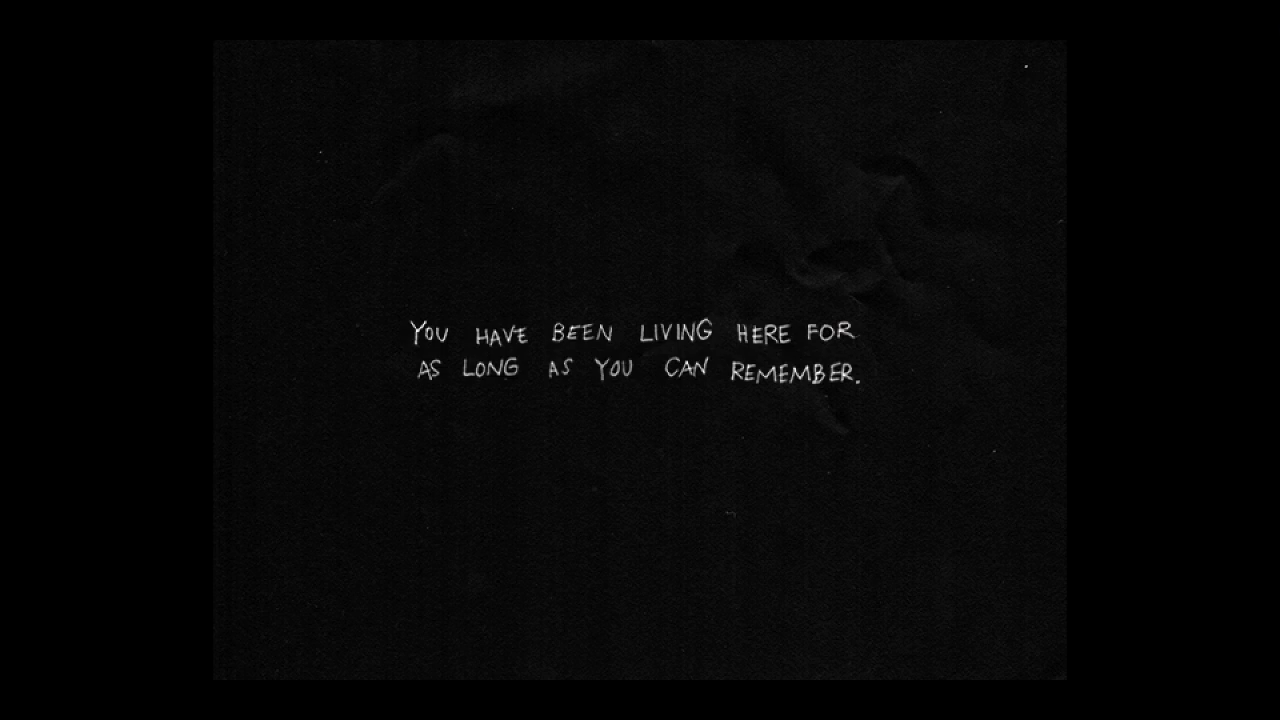 YOU HAVE BEEN LIVING HERE FOR
AS LONG AS YOU CAN REMEMBER.